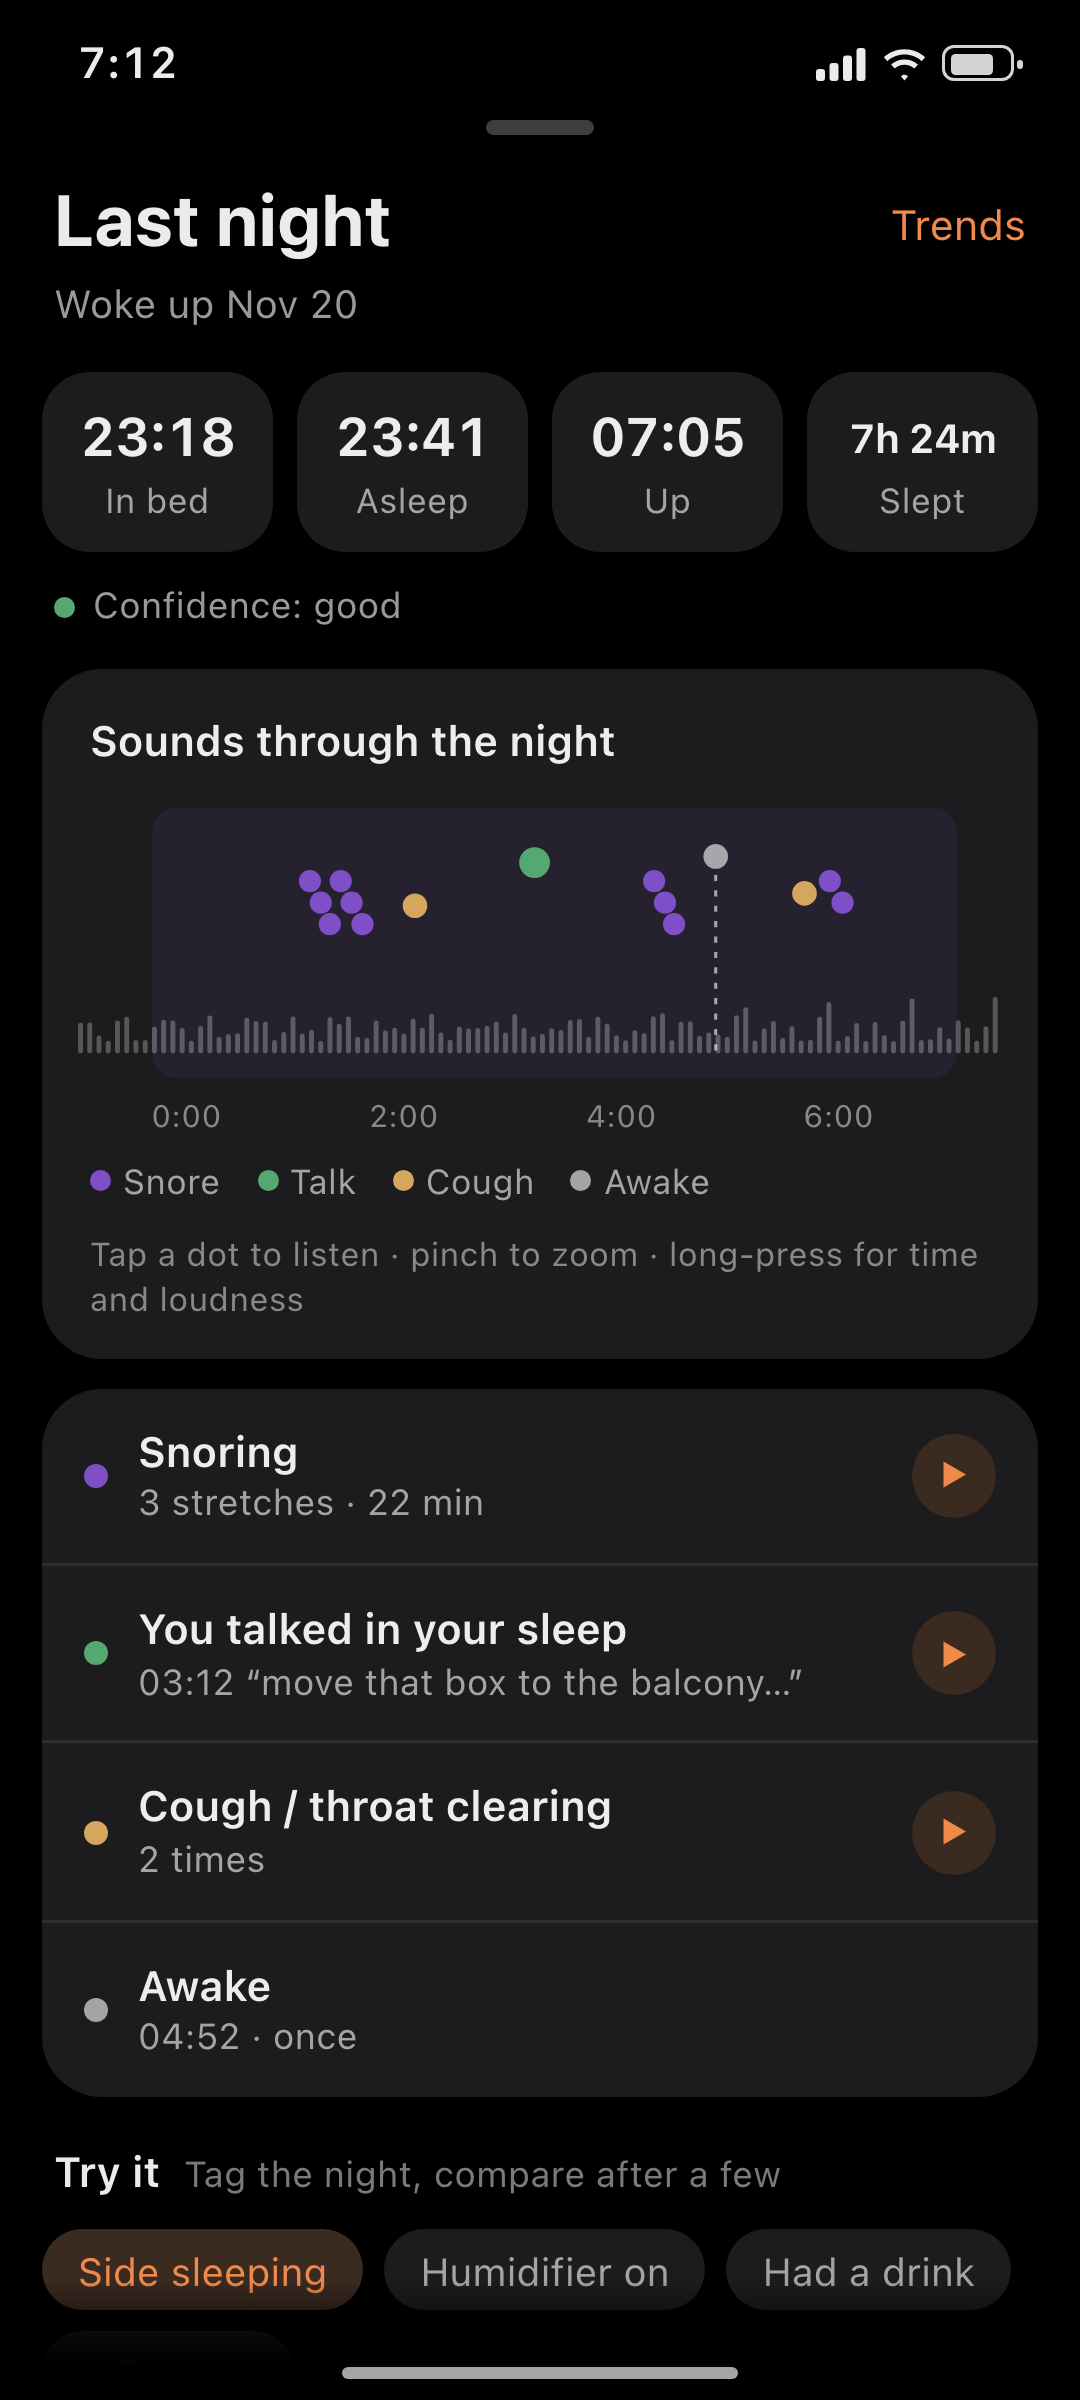 7:12
Last night
Trends
Woke up Nov 20
23:18
In bed
23:41
Asleep
07:05
Up
7h 24m
Slept
Confidence: good
Sounds through the night
0:00 2:00 4:00 6:00
Snore Talk Cough Awake
Tap a dot to listen · pinch to zoom · long-press for time
and loudness
Snoring
3 stretches · 22 min
You talked in your sleep
03:12 “move that box to the balcony…”
Cough / throat clearing
2 times
Awake
04:52 · once
Try it Tag the night, compare after a few
Side sleeping
Humidifier on
Had a drink